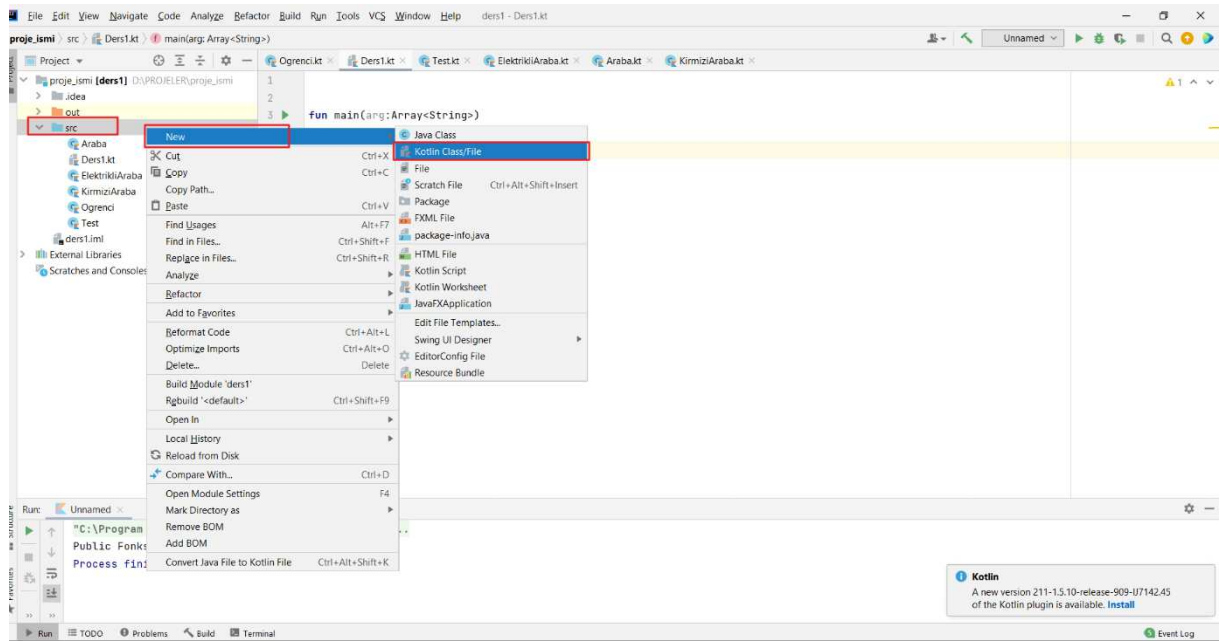 File Edit View Navigate Code Analyze Refactor Build Run Tools VCS Window Help ders1 - Ders1.kt
proje_ismi src Ders1.kt main(arg: Array<String>)
Unnamed
Project
Ogrenci.kt Ders1.kt Test.kt ElektrikliAraba.kt Araba.kt KirmiziAraba.kt
Project
proje_ismi [ders1] D:\PROJELER\proje_ismi
.idea
out
src
Araba
Ders1.kt
ElektrikliAraba
KirmiziAraba
Ogrenci
Test
ders1.iml
External Libraries
Scratches and Consoles
1
2
3 fun main(arg:Array<String>)
1
New
Cut Ctrl+X
Copy Ctrl+C
Copy Path...
Paste Ctrl+V
Find Usages Alt+F7
Find in Files... Ctrl+Shift+F
Replace in Files... Ctrl+Shift+R
Analyze
Refactor
Add to Favorites
Reformat Code Ctrl+Alt+L
Optimize Imports Ctrl+Alt+O
Delete... Delete
Build Module 'ders1'
Rebuild '<default>' Ctrl+Shift+F9
Open In
Local History
Reload from Disk
Compare With... Ctrl+D
Open Module Settings F4
Mark Directory as
Remove BOM
Add BOM
Convert Java File to Kotlin File Ctrl+Alt+Shift+K
Java Class
Kotlin Class/File
File
Scratch File Ctrl+Alt+Shift+Insert
Package
FXML File
package-info.java
HTML File
Kotlin Script
Kotlin Worksheet
JavaFXApplication
Edit File Templates...
Swing UI Designer
EditorConfig File
Resource Bundle
Structure
Favorites
Run: Unnamed
"C:\Program ..
Public Fonks
Process fini
Kotlin
A new version 211-1.5.10-release-909-IJ7142.45
of the Kotlin plugin is available. Install
Run TODO Problems Build Terminal
Event Log